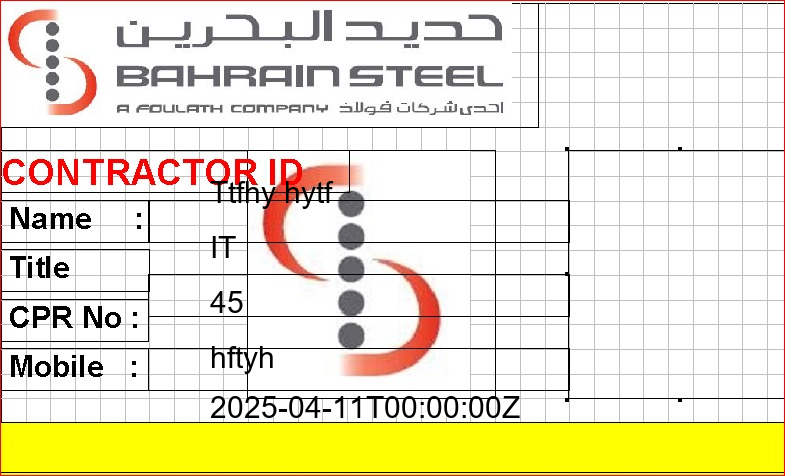 حديد البحرين
BAHRAIN STEEL
A FOULATH COMPANY احدى شركات فولاذ
CONTRACTOR ID
Ttfhy hytf
Name :
IT
Title
45
CPR No :
hftyh
Mobile :
2025-04-11T00:00:00Z